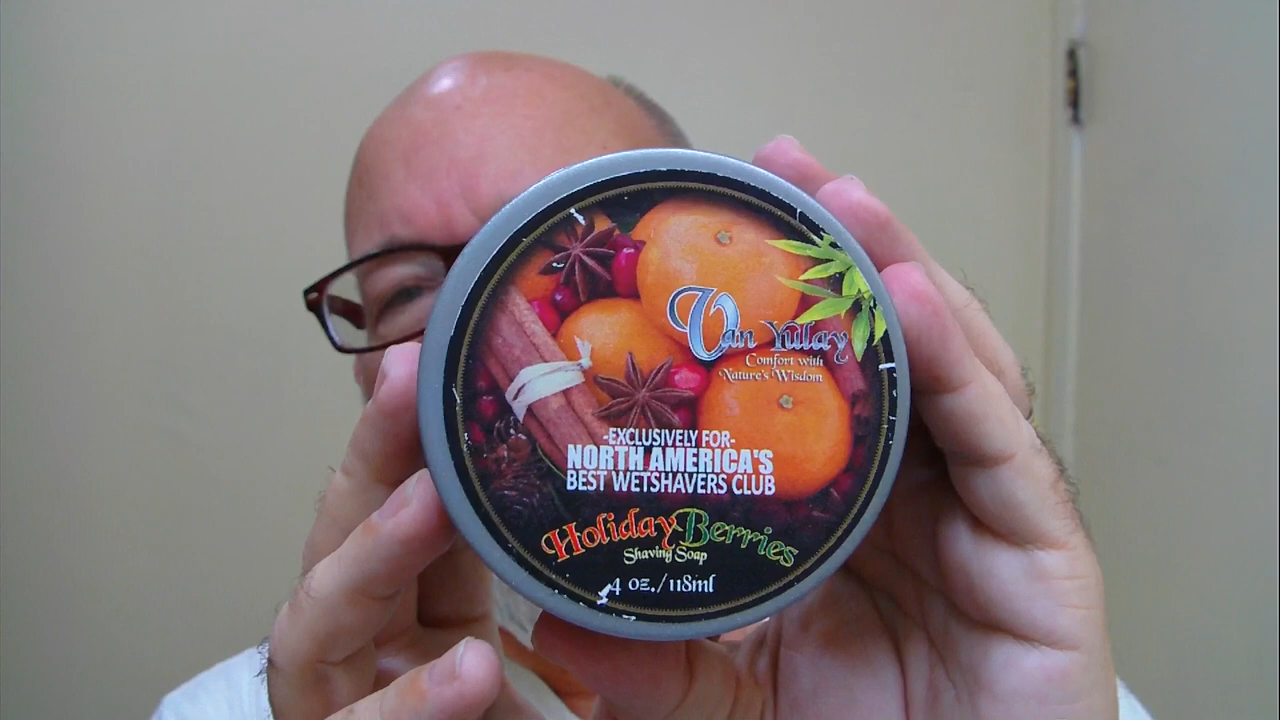 Van Yulay
Comfort with
Nature's Wisdom
-EXCLUSIVELY FOR-
NORTH AMERICA'S
BEST WETSHAVERS CLUB
Holiday Berries
Shaving Soap
4 oz./118ml